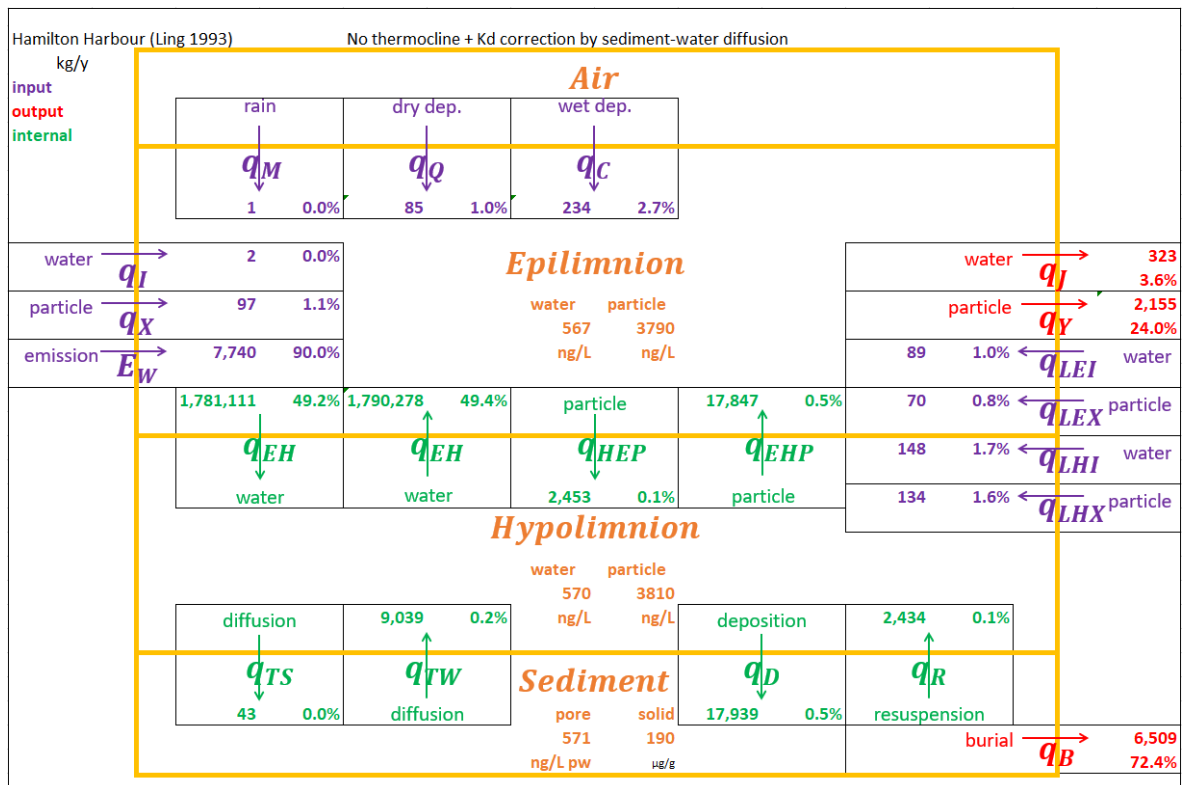 Hamilton Harbour (Ling 1993) No thermocline + Kd correction by sediment-water diffusion
kg/y
input
output
internal
Air
rain dry dep. wet dep.
qM qQ qC
1 0.0% 85 1.0% 234 2.7%
water qI 2 0.0%
particle qX 97 1.1%
emission EW 7,740 90.0%
Epilimnion
water particle
567 3790
ng/L ng/L
water qJ 323
3.6%
particle qY 2,155
24.0%
89 1.0% qLEI water
70 0.8% qLEX particle
148 1.7% qLHI water
134 1.6% qLHX particle
1,781,111 49.2% 1,790,278 49.4% particle 17,847 0.5%
qEH qEH qHEP qEHP
water water 2,453 0.1% particle
Hypolimnion
water particle
570 3810
ng/L ng/L
diffusion 9,039 0.2% deposition 2,434 0.1%
qTS qTW qD qR
43 0.0% diffusion 17,939 0.5% resuspension
Sediment
pore solid
571 190
ng/L pw µg/g
burial qB 6,509
72.4%